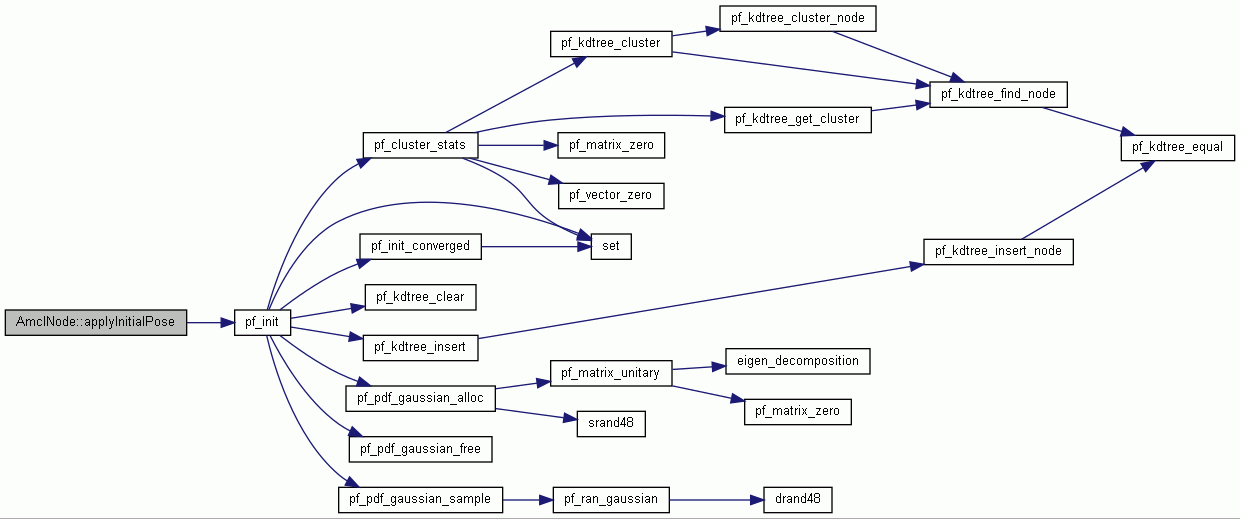 pf_kdtree_cluster_node
pf_kdtree_cluster
pf_kdtree_find_node
pf_kdtree_get_cluster
pf_cluster_stats
pf_matrix_zero
pf_kdtree_equal
pf_vector_zero
pf_init_converged
set
pf_kdtree_insert_node
pf_kdtree_clear
AmclNode::applyInitialPose
pf_init
pf_kdtree_insert
eigen_decomposition
pf_matrix_unitary
pf_pdf_gaussian_alloc
pf_matrix_zero
srand48
pf_pdf_gaussian_free
pf_pdf_gaussian_sample
pf_ran_gaussian
drand48